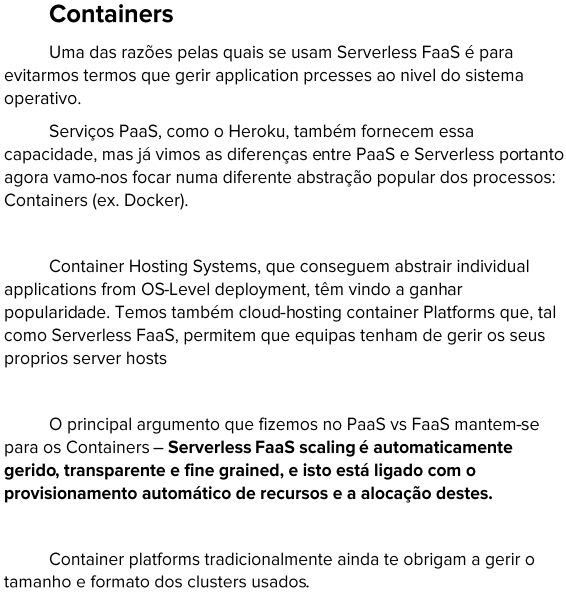 Containers
Uma das razões pelas quais se usam Serverless FaaS é para
evitarmos termos que gerir application prcesses ao nivel do sistema
operativo.
Serviços PaaS, como o Heroku, também fornecem essa
capacidade, mas já vimos as diferenças entre PaaS e Serverless portanto
agora vamo-nos focar numa diferente abstração popular dos processos:
Containers (ex. Docker).
Container Hosting Systems, que conseguem abstrair individual
applications from OS-Level deployment, têm vindo a ganhar
popularidade. Temos também cloud-hosting container Platforms que, tal
como Serverless FaaS, permitem que equipas tenham de gerir os seus
proprios server hosts
O principal argumento que fizemos no PaaS vs FaaS mantem-se
para os Containers – Serverless FaaS scaling é automaticamente
gerido, transparente e fine grained, e isto está ligado com o
provisionamento automático de recursos e a alocação destes.
Container platforms tradicionalmente ainda te obrigam a gerir o
tamanho e formato dos clusters usados.